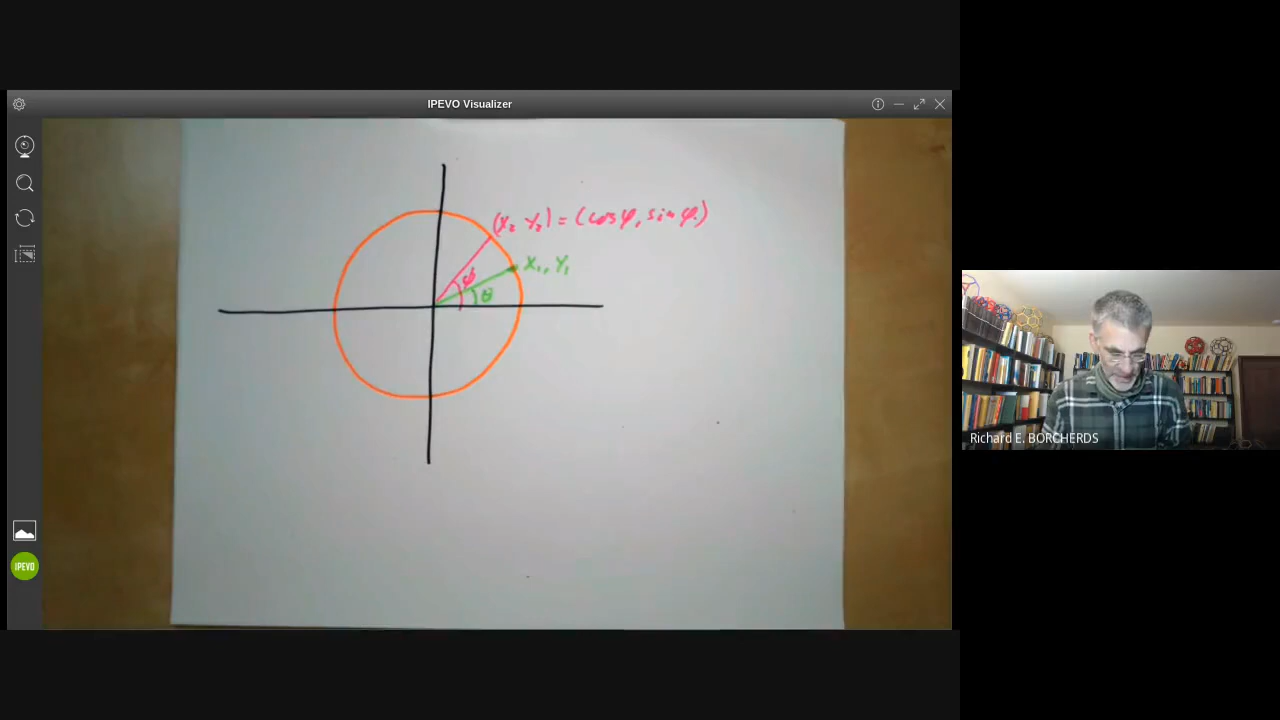 IPEVO Visualizer
(x₂ y₂) = (cos φ, sin φ)
x₁, y₁
φ
θ
Richard E. BORCHERDS
IPEVO